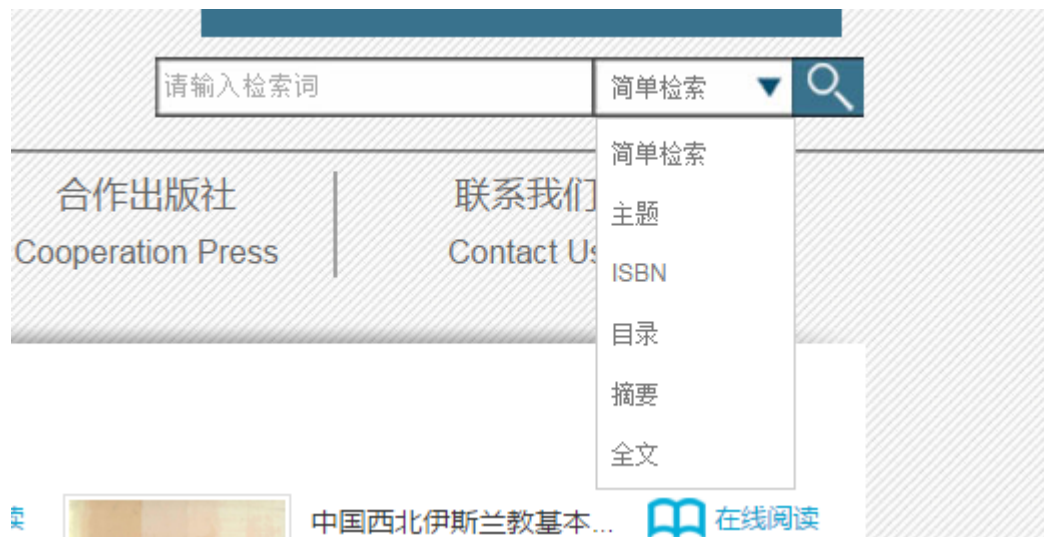 请输入检索词
简单检索
简单检索
主题
ISBN
目录
摘要
全文
合作出版社
Cooperation Press
联系我们
Contact Us
读
中国西北伊斯兰教基本...
在线阅读